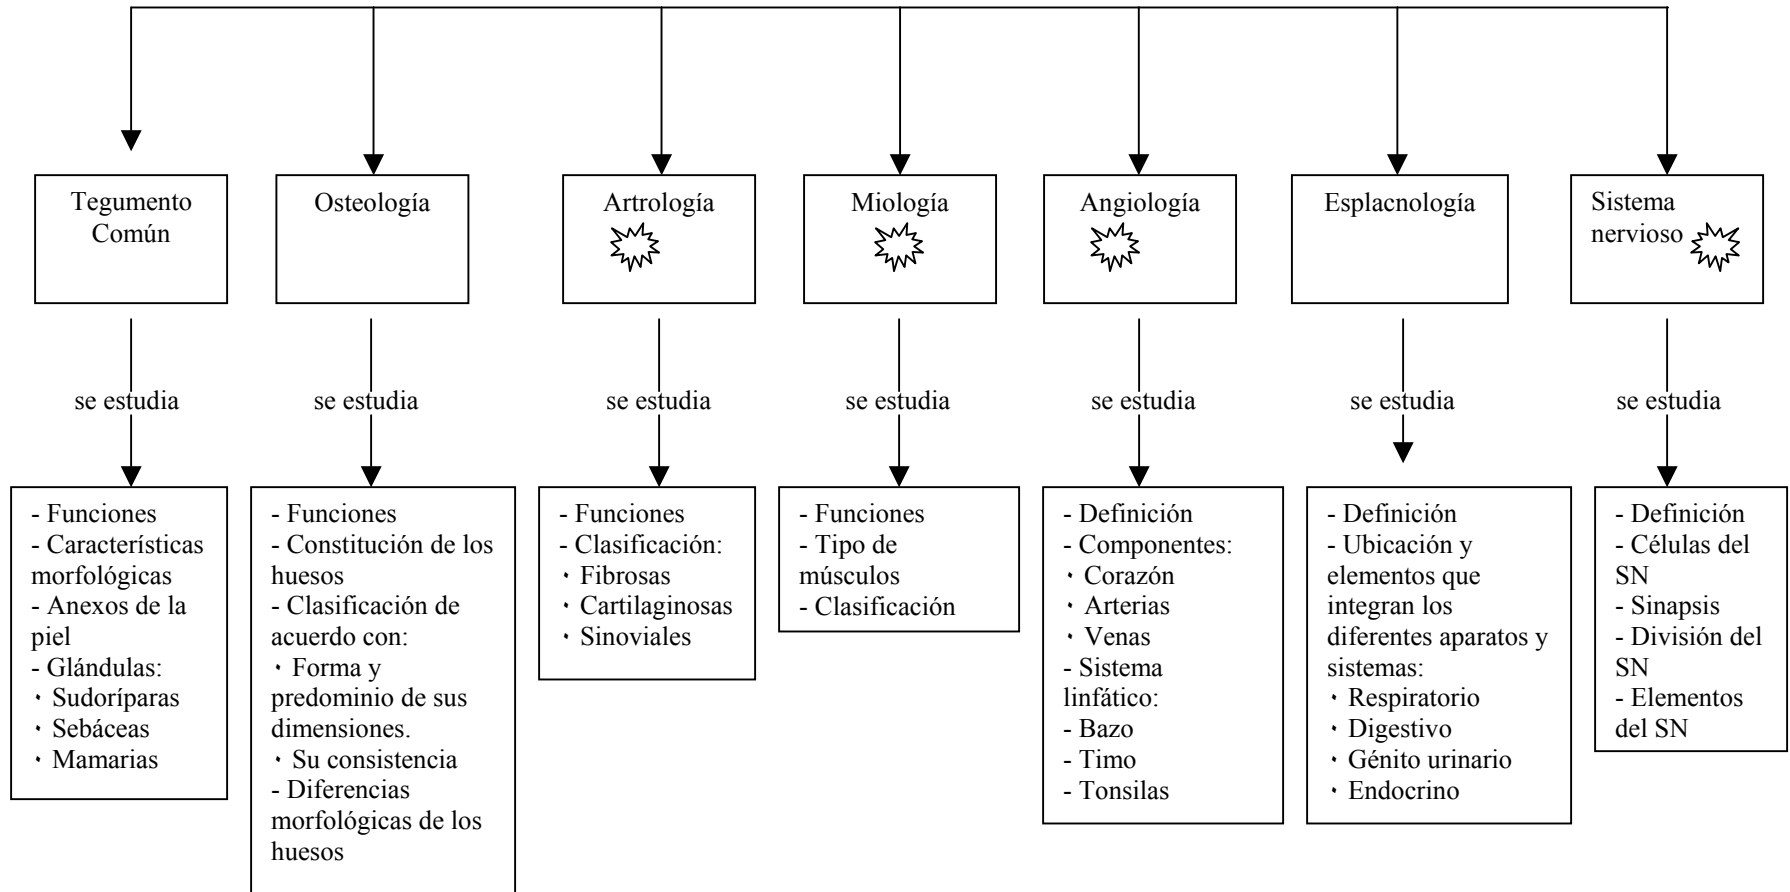 Tegumento
Común
Osteología
Artrología
Miología
Angiología
Esplacnología
Sistema
nervioso
se estudia
se estudia
se estudia
se estudia
se estudia
se estudia
se estudia
- Funciones
- Características
morfológicas
- Anexos de la
piel
- Glándulas:
· Sudoríparas
· Sebáceas
· Mamarias
- Funciones
- Constitución de los
huesos
- Clasificación de
acuerdo con:
· Forma y
predominio de sus
dimensiones.
· Su consistencia
- Diferencias
morfológicas de los
huesos
- Funciones
- Clasificación:
· Fibrosas
· Cartilaginosas
· Sinoviales
- Funciones
- Tipo de
músculos
- Clasificación
- Definición
- Componentes:
· Corazón
· Arterias
· Venas
- Sistema
linfático:
- Bazo
- Timo
- Tonsilas
- Definición
- Ubicación y
elementos que
integran los
diferentes aparatos y
sistemas:
· Respiratorio
· Digestivo
· Génito urinario
· Endocrino
- Definición
- Células del
SN
- Sinapsis
- División del
SN
- Elementos
del SN